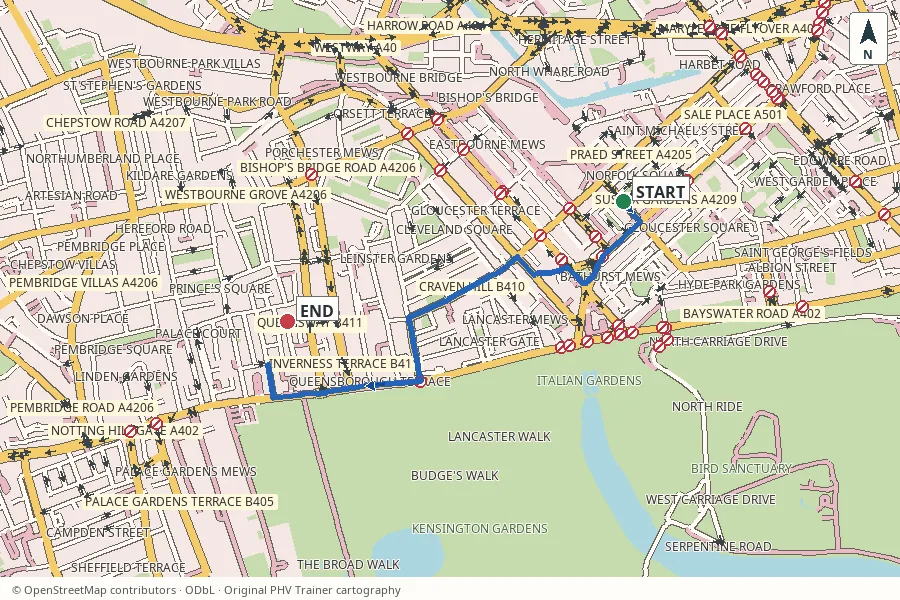 HARROW ROAD A404
MARYLEBONE FLYOVER A40
HERMITAGE STREET
WESTWAY A40
N
WESTBOURNE PARK VILLAS
HARBET ROAD
NORTH WHARF ROAD
WESTBOURNE BRIDGE
ST STEPHEN'S GARDENS
CRAWFORD PLACE
BISHOP'S BRIDGE
WESTBOURNE PARK ROAD
ORSETT TERRACE
SALE PLACE A501
CHEPSTOW ROAD A4207
SAINT MICHAEL'S STREET
EASTBOURNE MEWS
PORCHESTER MEWS
PRAED STREET A4205
NORTHUMBERLAND PLACE
EDGWARE ROAD
BISHOP'S BRIDGE ROAD A4206
KILDARE GARDENS
NORFOLK SQUARE
WEST GARDEN PLACE
START
ARTESIAN ROAD
WESTBOURNE GROVE A4206
SUSSEX GARDENS A4209
GLOUCESTER TERRACE
HEREFORD ROAD
CLEVELAND SQUARE
GLOUCESTER SQUARE
PEMBRIDGE PLACE
SAINT GEORGE'S FIELDS
LEINSTER GARDENS
CHEPSTOW VILLAS
ALBION STREET
BATHURST MEWS
PEMBRIDGE VILLAS A4206
PRINCE'S SQUARE
CRAVEN HILL B410
HYDE PARK GARDENS
END
BAYSWATER ROAD A402
DAWSON PLACE
QUEENSWAY B411
LANCASTER MEWS
PALACE COURT
LANCASTER GATE
NORTH CARRIAGE DRIVE
PEMBRIDGE SQUARE
INVERNESS TERRACE B411
LINDEN GARDENS
QUEENSBOROUGH TERRACE
ITALIAN GARDENS
PEMBRIDGE ROAD A4206
NORTH RIDE
NOTTING HILL GATE A402
LANCASTER WALK
PALACE GARDENS MEWS
BUDGE'S WALK
BIRD SANCTUARY
PALACE GARDENS TERRACE B405
WEST CARRIAGE DRIVE
CAMPDEN STREET
KENSINGTON GARDENS
SERPENTINE ROAD
THE BROAD WALK
SHEFFIELD TERRACE
© OpenStreetMap contributors · ODbL · Original PHV Trainer cartography